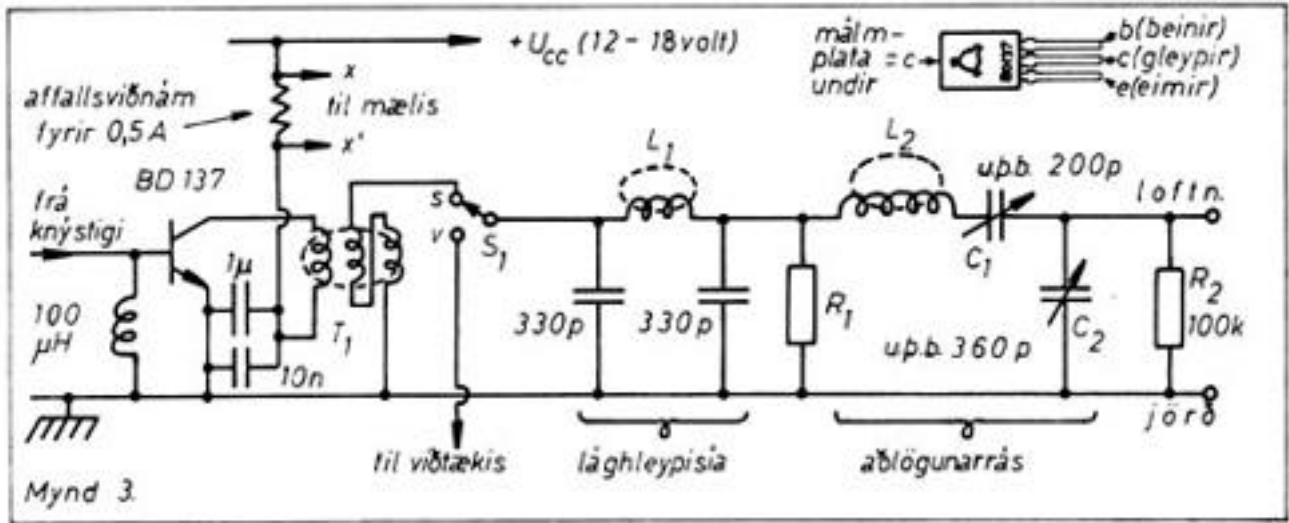 + U_cc (12 - 18 volt)
málm-
plata = c
undir
BD137
b (beinir)
c (gleypir)
e (eimir)
x
til mælis
x'
affallsviðnám
fyrir 0,5 A
BD 137
frá
knýstigi
100
μH
1μ
10n
T1
s
v
S1
til viðtækis
L1
330p
330p
lághleypisía
R1
L2
u.þ.b. 200p
C1
u.þ.b. 360 p
C2
aðlögunarrás
loftn.
R2
100k
jörð
Mynd 3.